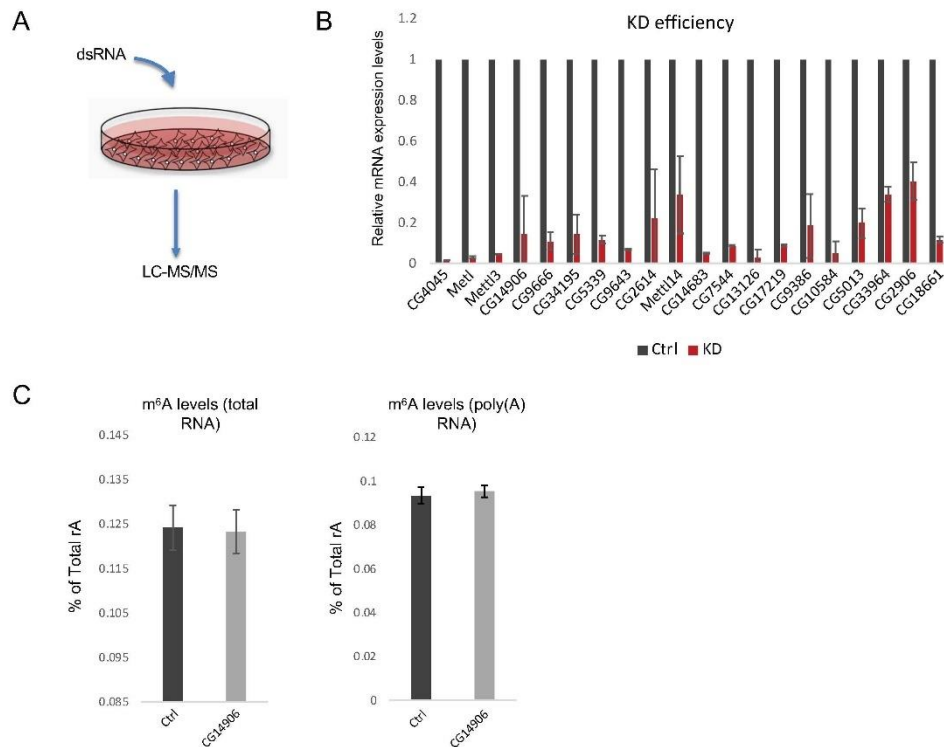 A
dsRNA
LC-MS/MS
B
KD efficiency
Relative mRNA expression levels
1.2
1
0.8
0.6
0.4
0.2
0
CG4045
Metl
Mettl3
CG14906
CG9666
CG34195
CG5339
CG9643
CG2614
Mettl14
CG14683
CG7544
CG13126
CG17219
CG9386
CG10584
CG5013
CG33964
CG2906
CG18661
Ctrl KD
C
m⁶A levels (total
RNA)
% of Total rA
0.145
0.135
0.125
0.115
0.105
0.095
0.085
Ctrl
CG14906
m⁶A levels (poly(A)
RNA)
% of Total rA
0.12
0.1
0.08
0.06
0.04
0.02
0
Ctrl
CG14906